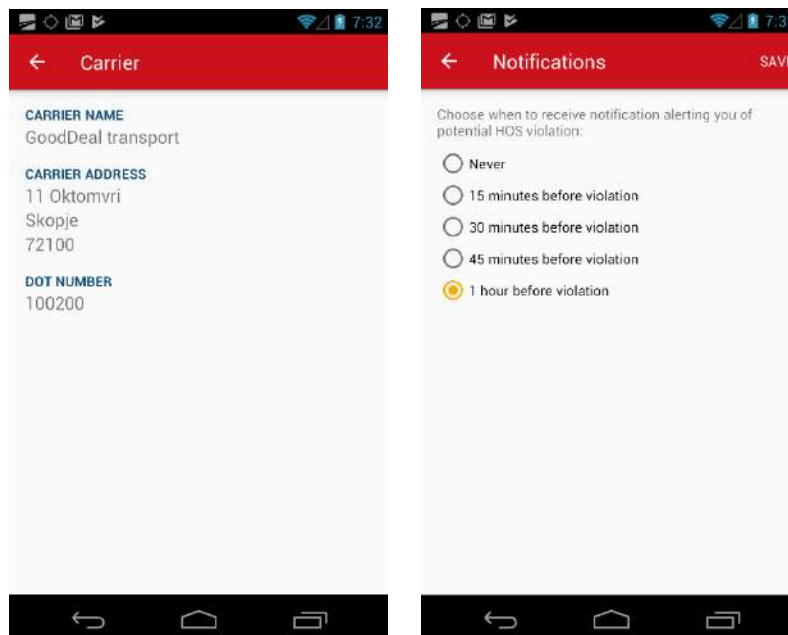 7:32
Carrier
CARRIER NAME
GoodDeal transport
CARRIER ADDRESS
11 Oktomvri
Skopje
72100
DOT NUMBER
100200
Notifications
Choose when to receive notification alerting you of
potential HOS violation:
Never
15 minutes before violation
30 minutes before violation
45 minutes before violation
1 hour before violation